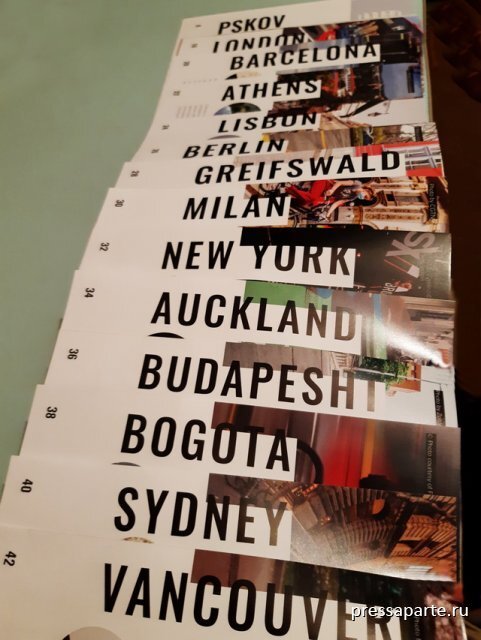 PSKOV
LONDON
BARCELONA
ATHENS
LISBON
BERLIN
28
GREIFSWALD
30
MILAN
32
NEW YORK
34
AUCKLAND
36
BUDAPESHT
38
BOGOTA
40
SYDNEY
42
VANCOUVER
pressaparte.ru